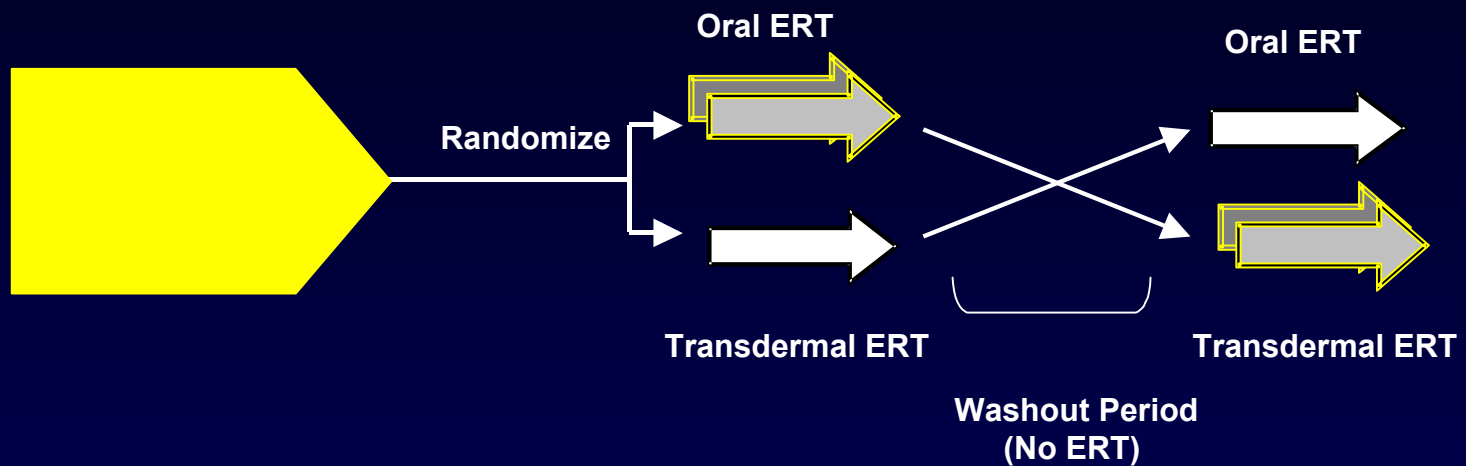 Oral ERT
Oral ERT
Randomize
Transdermal ERT
Transdermal ERT
Washout Period
(No ERT)